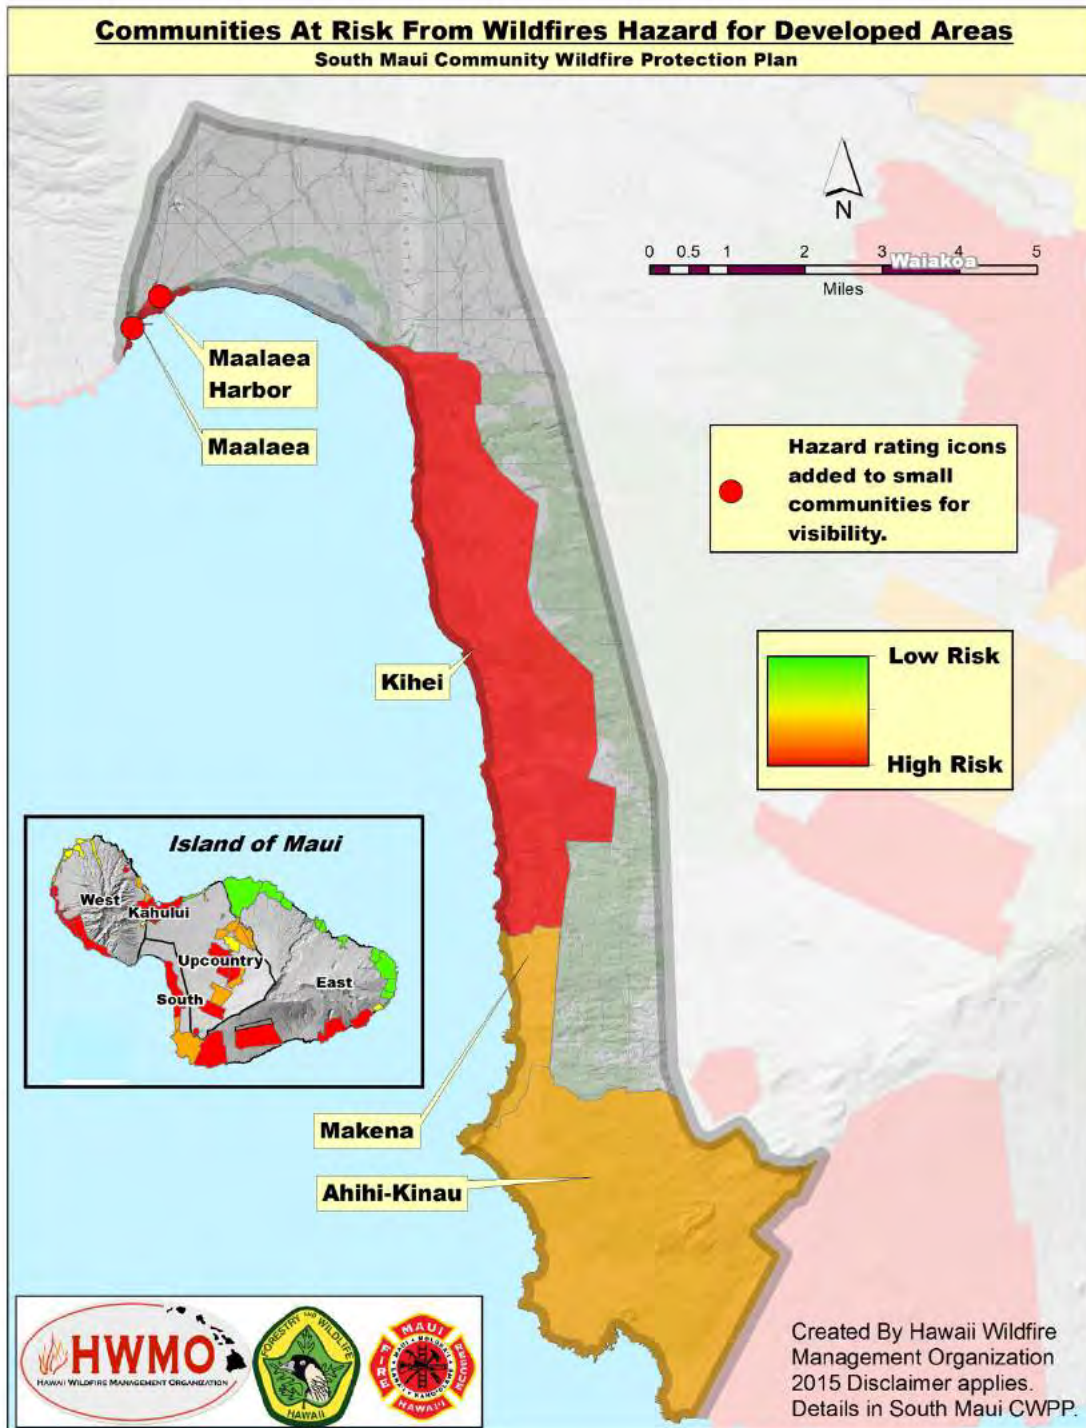 Communities At Risk From Wildfires Hazard for Developed Areas
South Maui Community Wildfire Protection Plan
N
0 0.5 1 2 3 4 5
Waiakoa
Miles
Maalaea
Harbor
Maalaea
Hazard rating icons
added to small
communities for
visibility.
Kihei
Low Risk
High Risk
Island of Maui
West
Kahului
Upcountry
East
South
Makena
Ahihi-Kinau
HWMO
HAWAII WILDFIRE MANAGEMENT ORGANIZATION
FORESTRY AND WILDLIFE
HAWAII
MAUI
FIRE
RESCUE
HAWAI'I
Created By Hawaii Wildfire
Management Organization
2015 Disclaimer applies.
Details in South Maui CWPP.